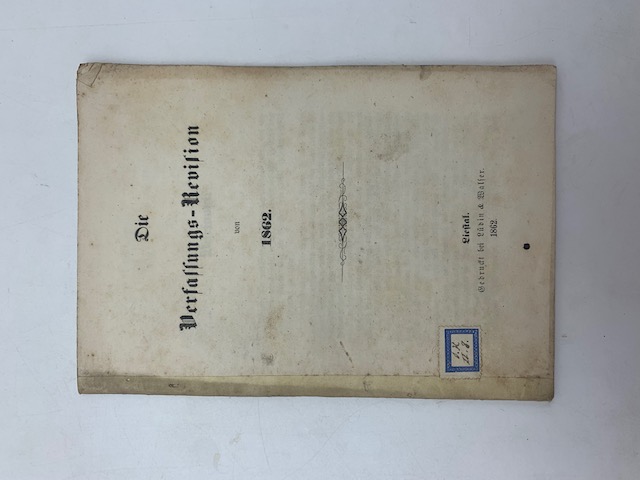 Die
Verfassungs-Revision
von
1862.
Liestal.
Gedruckt bei Lüdin & Walser.
1862.